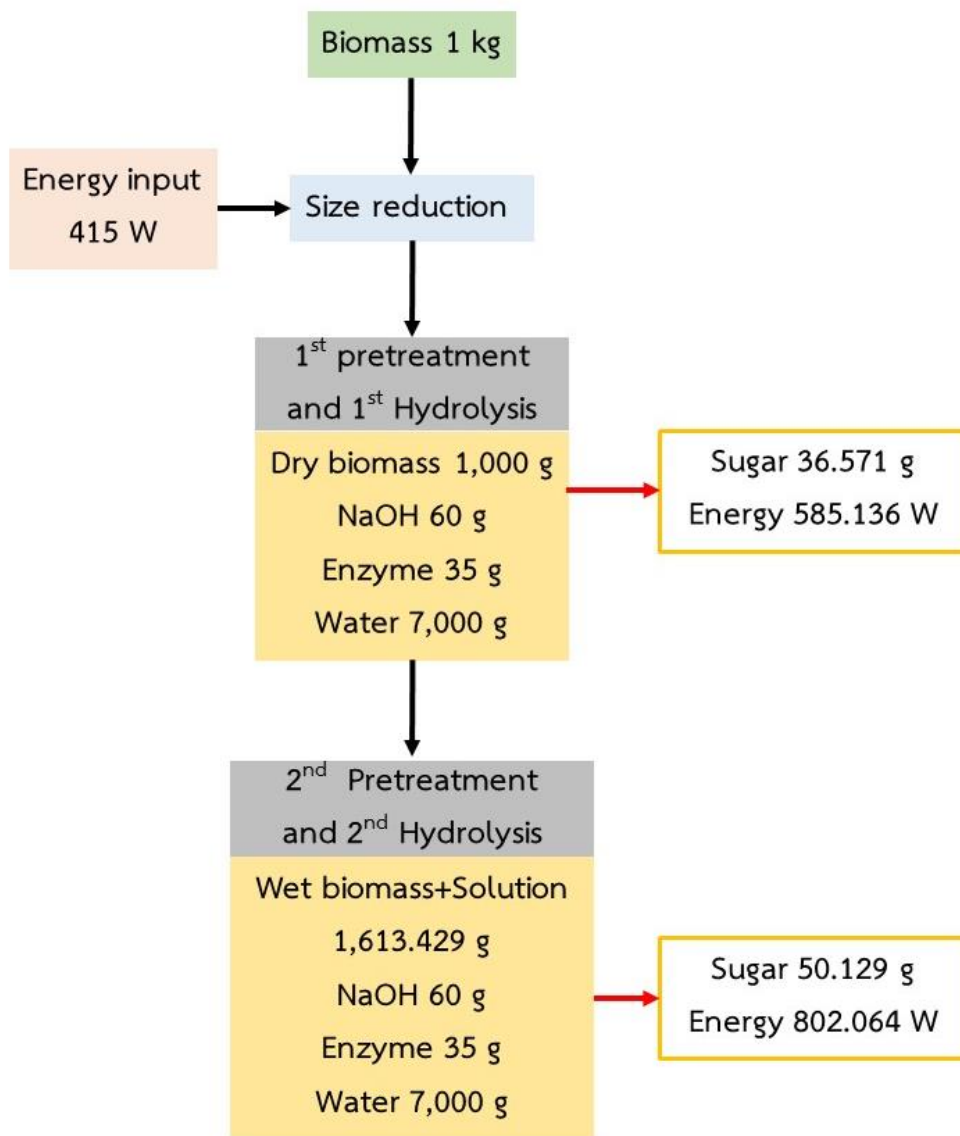 Biomass 1 kg
Energy input
415 W
Size reduction
1st pretreatment
and 1st Hydrolysis
Dry biomass 1,000 g
NaOH 60 g
Enzyme 35 g
Water 7,000 g
Sugar 36.571 g
Energy 585.136 W
2nd Pretreatment
and 2nd Hydrolysis
Wet biomass+Solution
1,613.429 g
NaOH 60 g
Enzyme 35 g
Water 7,000 g
Sugar 50.129 g
Energy 802.064 W